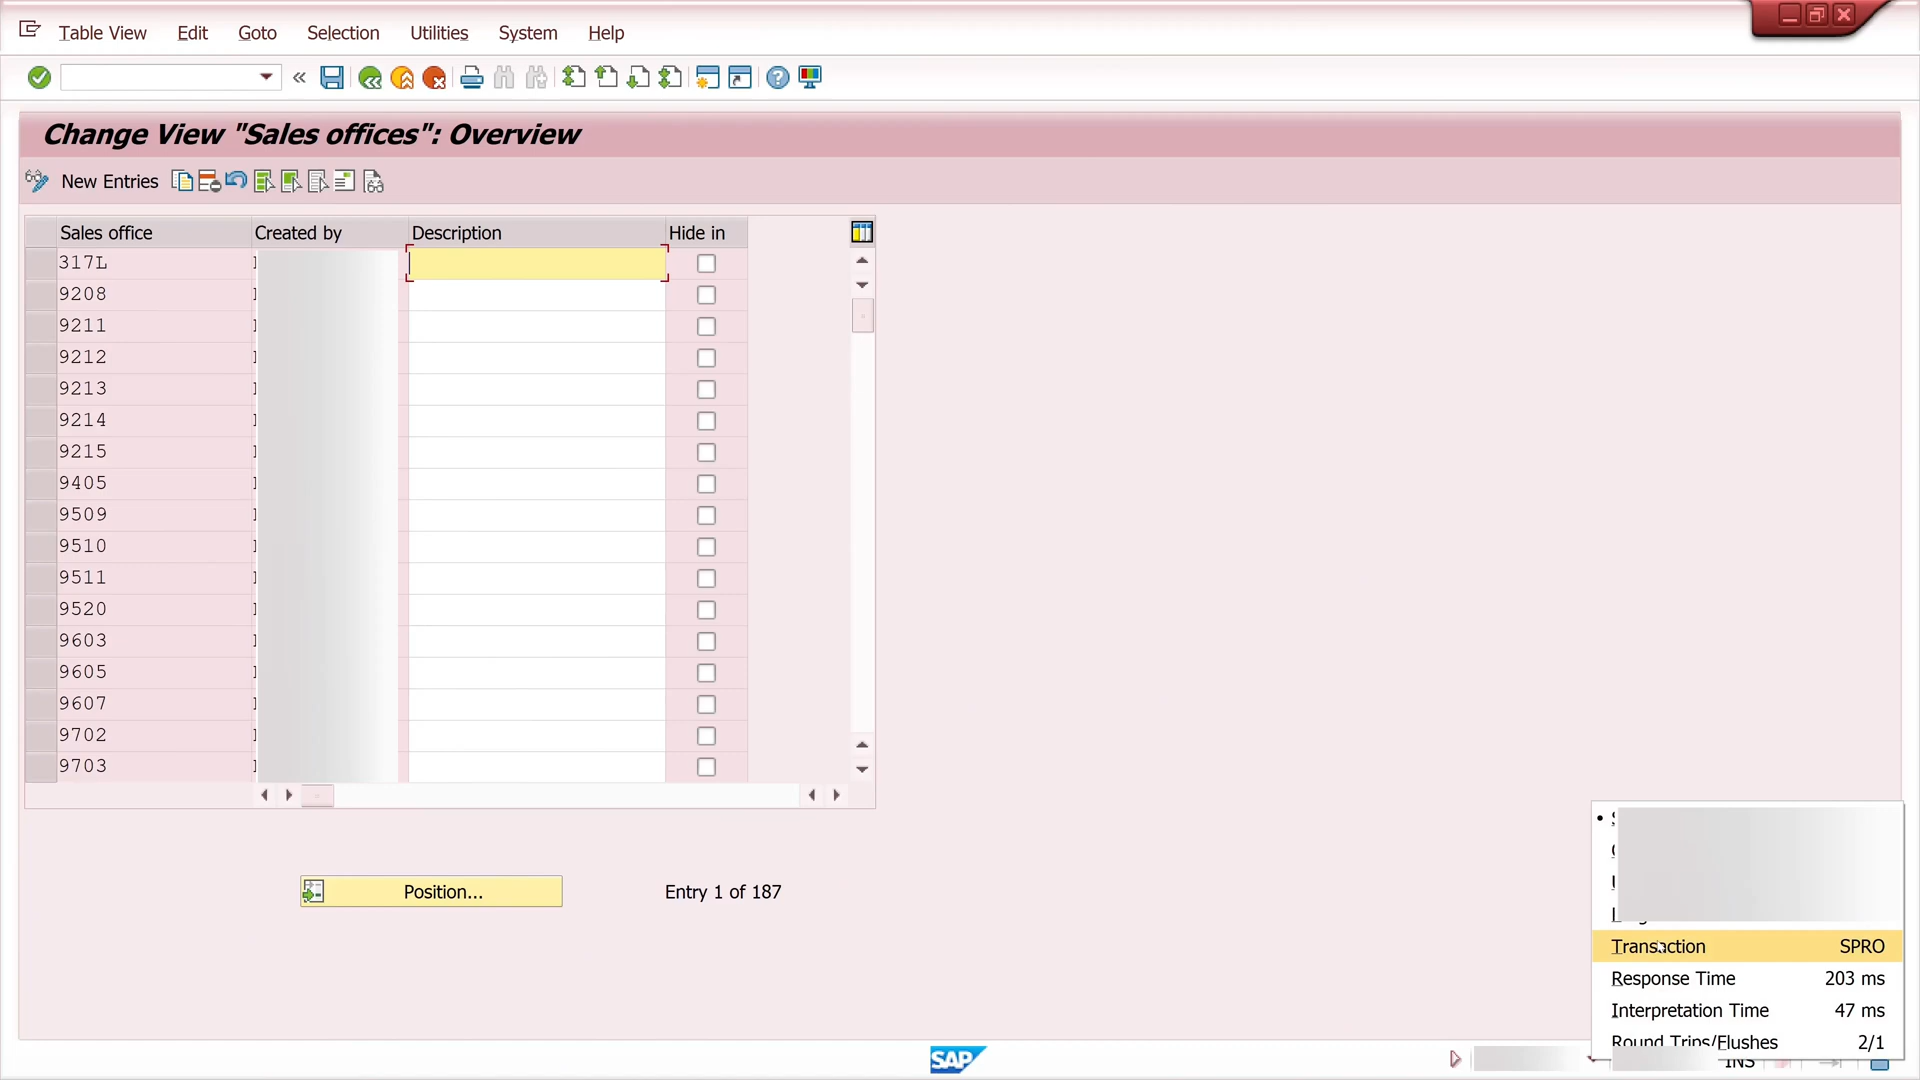 Table View Edit Goto Selection Utilities System Help
Change View "Sales offices": Overview
New Entries
Sales office Created by Description Hide in
317L
9208
9211
9212
9213
9214
9215
9405
9509
9510
9511
9520
9603
9605
9607
9702
9703
Position... Entry 1 of 187
Transaction SPRO
Response Time 203 ms
Interpretation Time 47 ms
Round Trips/Flushes 2/1
SAP INS